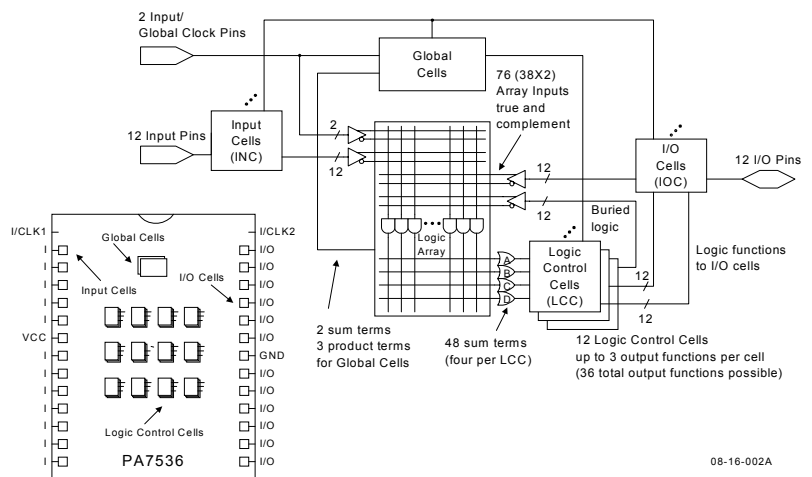 2 Input/
Global Clock Pins
Global
Cells
76 (38X2)
Array Inputs
true and
complement
12 Input Pins
Input
Cells
(INC)
2
12
12
12
I/O
Cells
(IOC)
12 I/O Pins
Buried
logic
Logic
Array
A
B
C
D
Logic
Control
Cells
(LCC)
12
12
Logic functions
to I/O cells
2 sum terms
3 product terms
for Global Cells
48 sum terms
(four per LCC)
12 Logic Control Cells
up to 3 output functions per cell
(36 total output functions possible)
I/CLK1
I
I
I
I
I
VCC
I
I
I
I
I
I
I
I/CLK2
I/O
I/O
I/O
I/O
I/O
I/O
GND
I/O
I/O
I/O
I/O
I/O
I/O
Global Cells
Input Cells
I/O Cells
Logic Control Cells
PA7536
08-16-002A